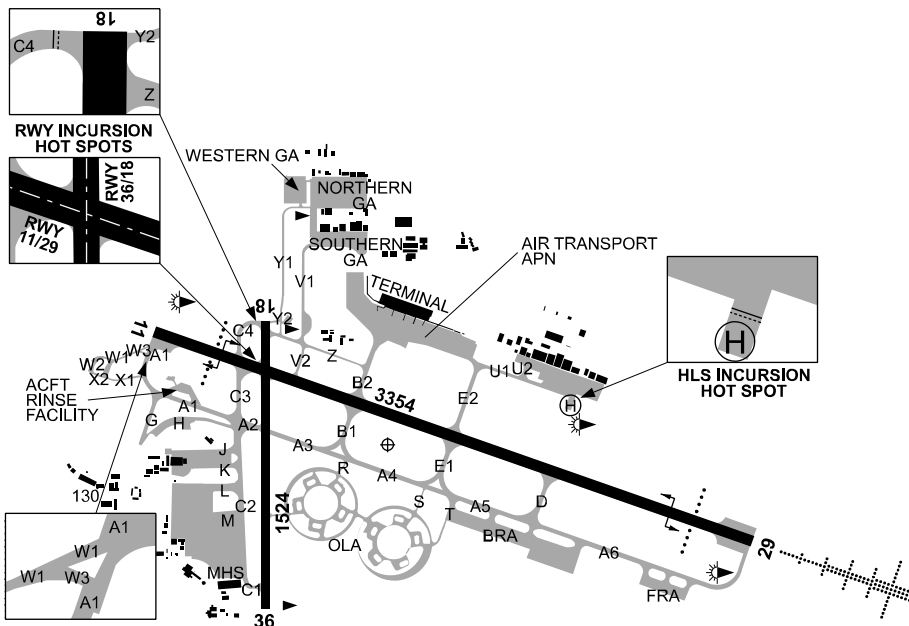 18
C4
Y2
Z
RWY INCURSION
HOT SPOTS
RWY
36/18
RWY
11/29
WESTERN GA
NORTHERN
GA
SOUTHERN
GA
AIR TRANSPORT
APN
TERMINAL
Y1
V1
18
Y2
C4
11
V2
Z
W3
A1
W1
W2
X2
X1
ACFT
RINSE
FACILITY
A1
C3
B2
3354
E2
U1
U2
H
H
HLS INCURSION
HOT SPOT
G
H
A2
A3
B1
J
K
L
M
C2
1524
R
A4
E1
S
T
A5
D
BRA
A6
29
OLA
FRA
130
MHS
C1
36
A1
W1
W1
W3
A1